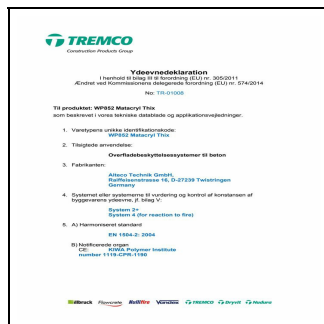 TREMCO
Construction Products Group
Ydeevnedeklaration
I henhold til bilag III til forordning (EU) nr. 305/2011
Ændret ved Kommissionens delegerede forordning (EU) nr. 574/2014
No: TR-01008
Til produktet: WP852 Matacryl Thix
som beskrevet i vores tekniske datablade og applikationsvejledninger.
1. Varetypens unikke identifikationskode:
WP852 Matacryl Thix
2. Tilsigtede anvendelse:
Overfladebeskyttelsessystemer til beton
3. Fabrikanten:
Alteco Technik GmbH,
Raiffeisenstrasse 16, D-27239 Twistringen
Germany
4. Systemet eller systemerne til vurdering og kontrol af konstansen af
byggevarens ydeevne, jf. bilag V:
System 2+
System 4 (for reaction to fire)
5. A) Harmoniseret standard
EN 1504-2: 2004
B) Notificerede organ
CE: KIWA Polymer Institute
number 1119-CPR-1190
illbruck Flowcrete Nullifire Vandex TREMCO Dryvit Nudura